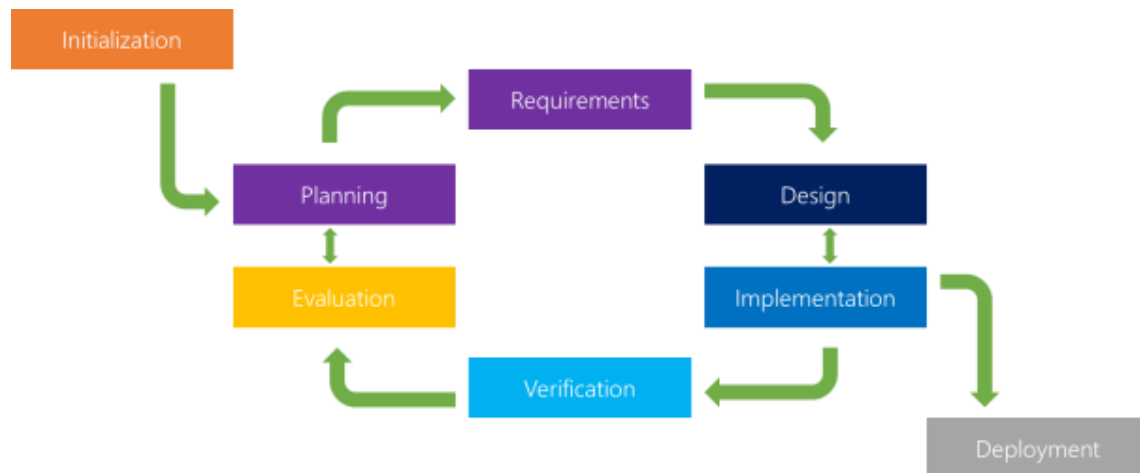 Initialization
Requirements
Planning
Design
Evaluation
Implementation
Verification
Deployment